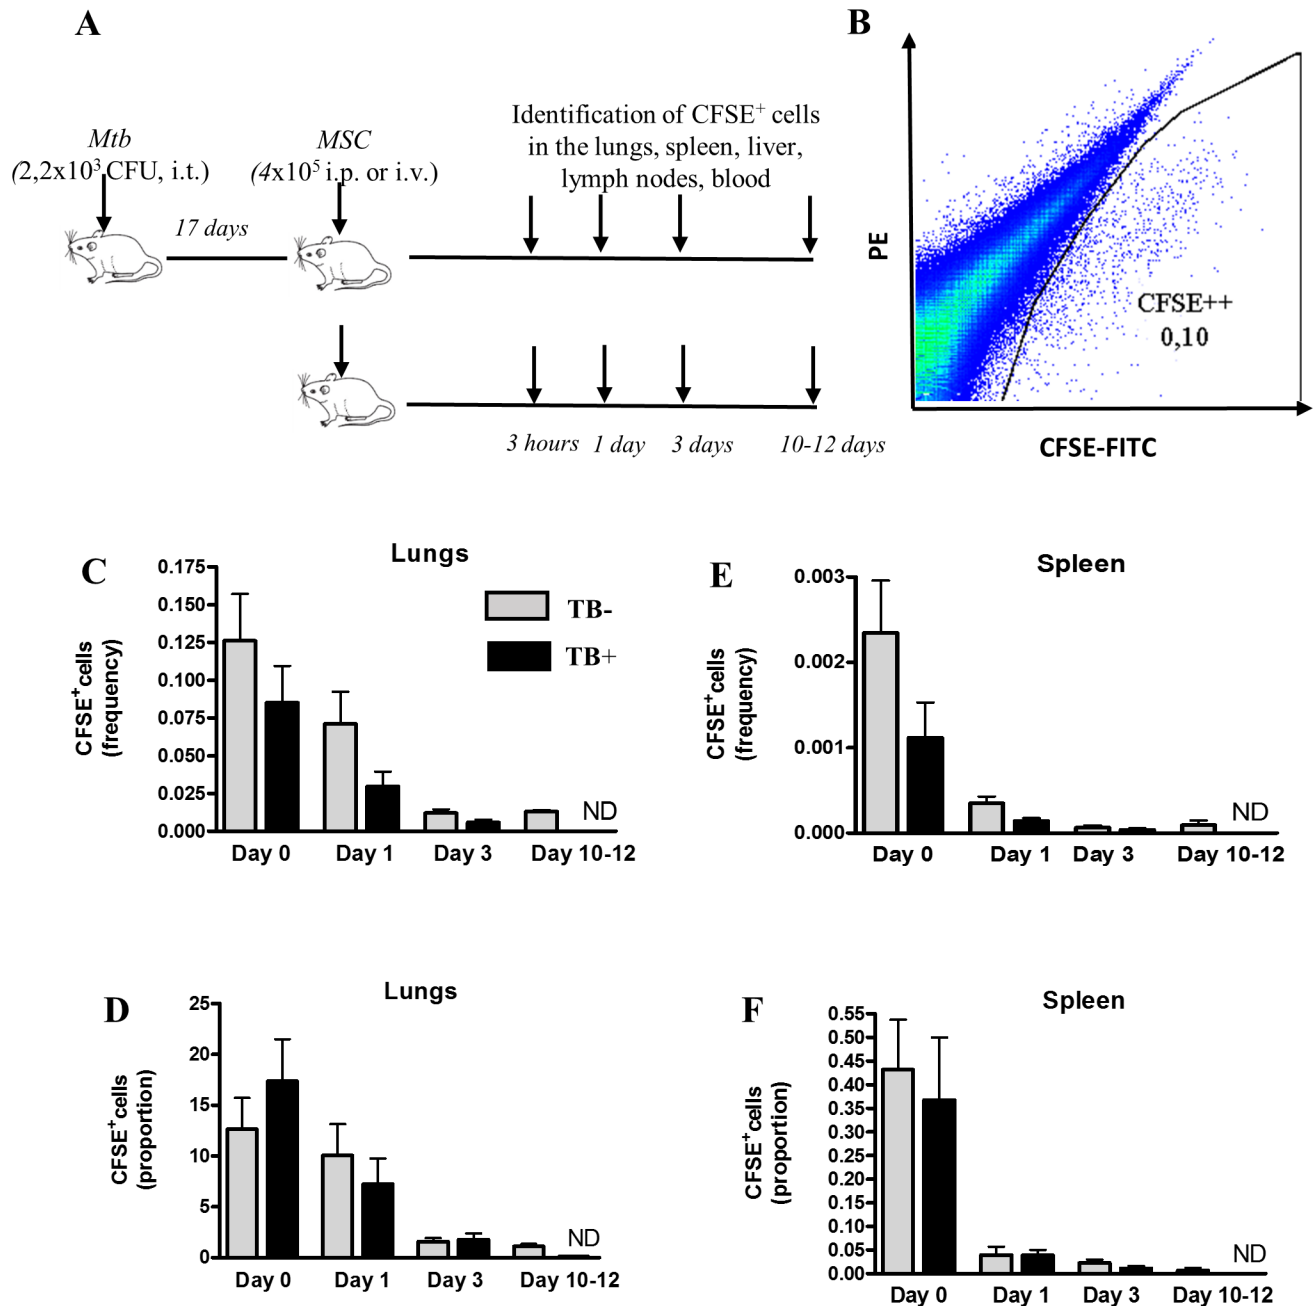 A
Mtb
(2,2x10³ CFU, i.t.)
17 days
MSC
(4x10⁵ i.p. or i.v.)
Identification of CFSE⁺ cells
in the lungs, spleen, liver,
lymph nodes, blood
3 hours 1 day 3 days 10-12 days
B
PE
CFSE++
0,10
CFSE-FITC
C
Lungs
CFSE⁺cells
(frequency)
0.175
0.150
0.125
0.100
0.075
0.050
0.025
0.000
TB-
TB+
ND
Day 0 Day 1 Day 3 Day 10-12
E
Spleen
CFSE⁺cells
(frequency)
0.003
0.002
0.001
0.000
ND
Day 0 Day 1 Day 3 Day 10-12
D
Lungs
CFSE⁺cells
(proportion)
25
20
15
10
5
0
ND
Day 0 Day 1 Day 3 Day 10-12
F
Spleen
CFSE⁺cells
(proportion)
0.55
0.50
0.45
0.40
0.35
0.30
0.25
0.20
0.15
0.10
0.05
0.00
ND
Day 0 Day 1 Day 3 Day 10-12